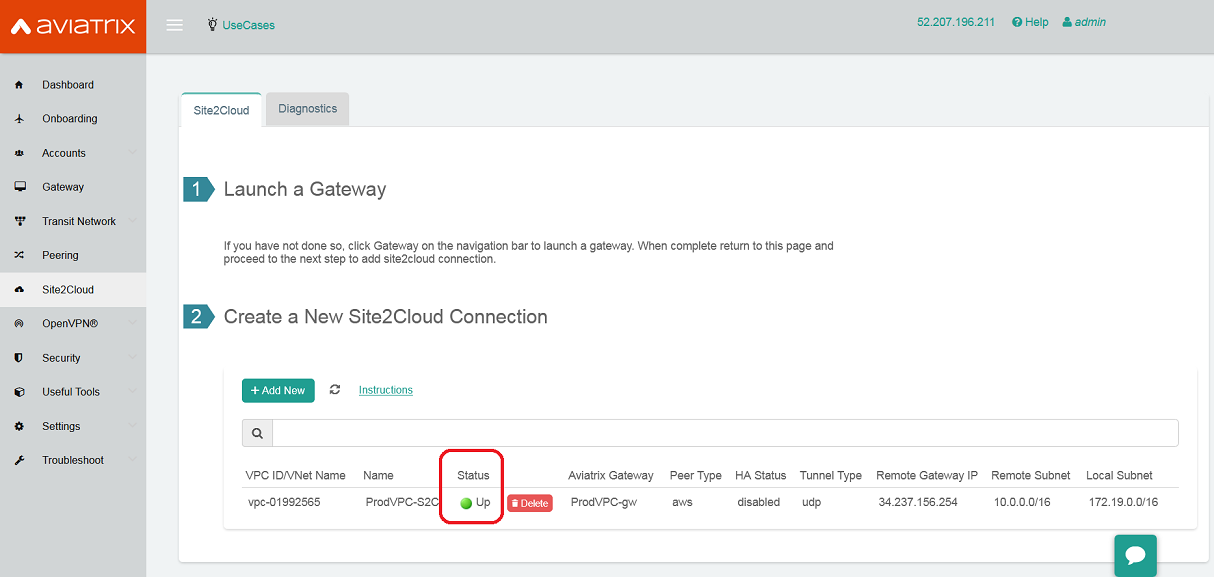 aviatrix
UseCases
52.207.196.211 Help admin
Dashboard
Onboarding
Accounts
Gateway
Transit Network
Peering
Site2Cloud
OpenVPN®
Security
Useful Tools
Settings
Troubleshoot
Site2Cloud Diagnostics
1 Launch a Gateway
If you have not done so, click Gateway on the navigation bar to launch a gateway. When complete return to this page and
proceed to the next step to add site2cloud connection.
2 Create a New Site2Cloud Connection
+ Add New Instructions
VPC ID/VNet Name Name Status Aviatrix Gateway Peer Type HA Status Tunnel Type Remote Gateway IP Remote Subnet Local Subnet
vpc-01992565 ProdVPC-S2C Up Delete ProdVPC-gw aws disabled udp 34.237.156.254 10.0.0.0/16 172.19.0.0/16